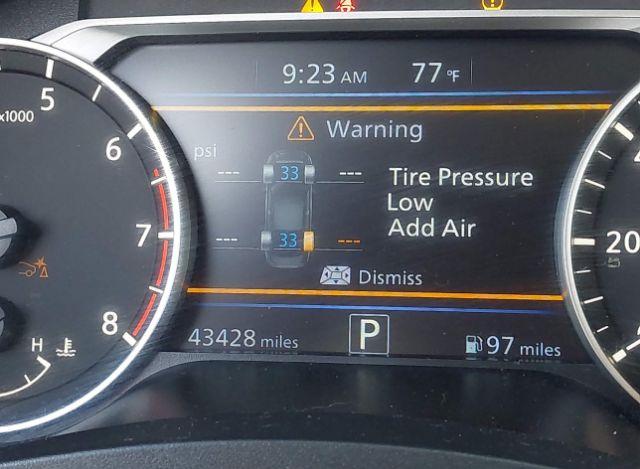 9:23 AM 77 °F
5
x1000
6
7
8
H
Warning
psi
--- 33 ---
--- 33 ---
Tire Pressure
Low
Add Air
Dismiss
43428 miles P 97 miles
20